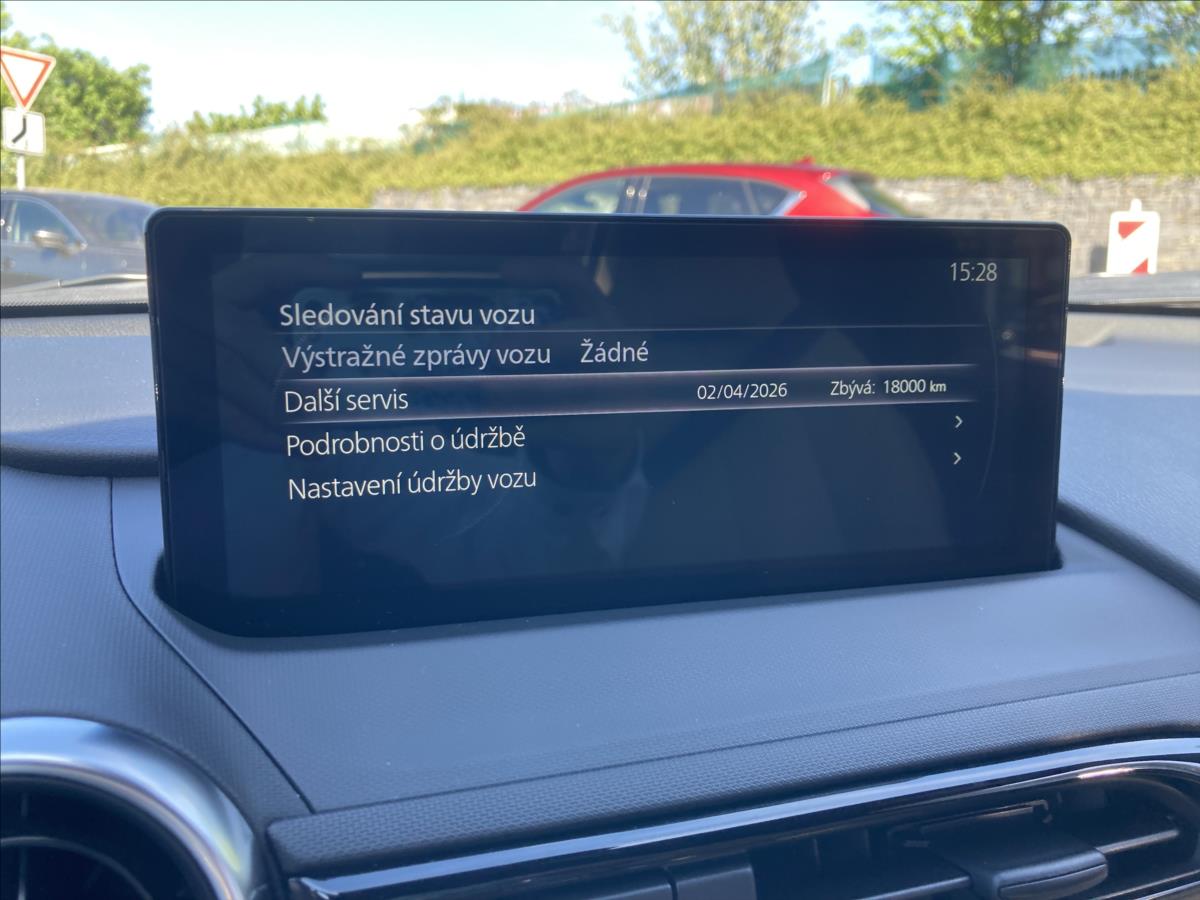 15:28
Sledování stavu vozu
Výstražné zprávy vozu Žádné
Další servis 02/04/2026 Zbývá: 18000 km
Podrobnosti o údržbě
Nastavení údržby vozu